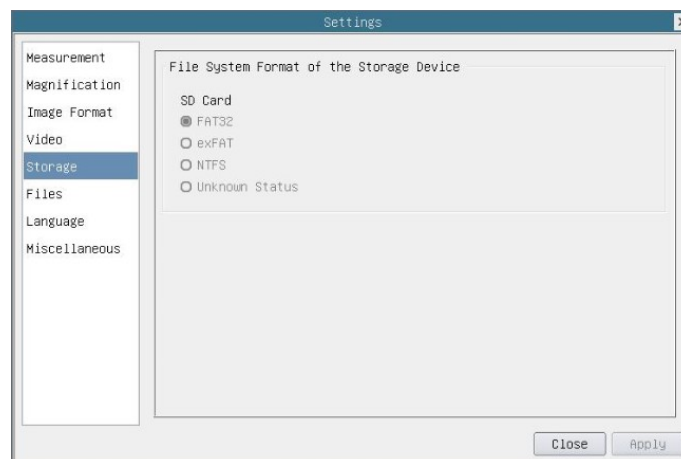 Settings
Measurement
Magnification
Image Format
Video
Storage
Files
Language
Miscellaneous
File System Format of the Storage Device
SD Card
FAT32
exFAT
NTFS
Unknown Status
Close
Apply